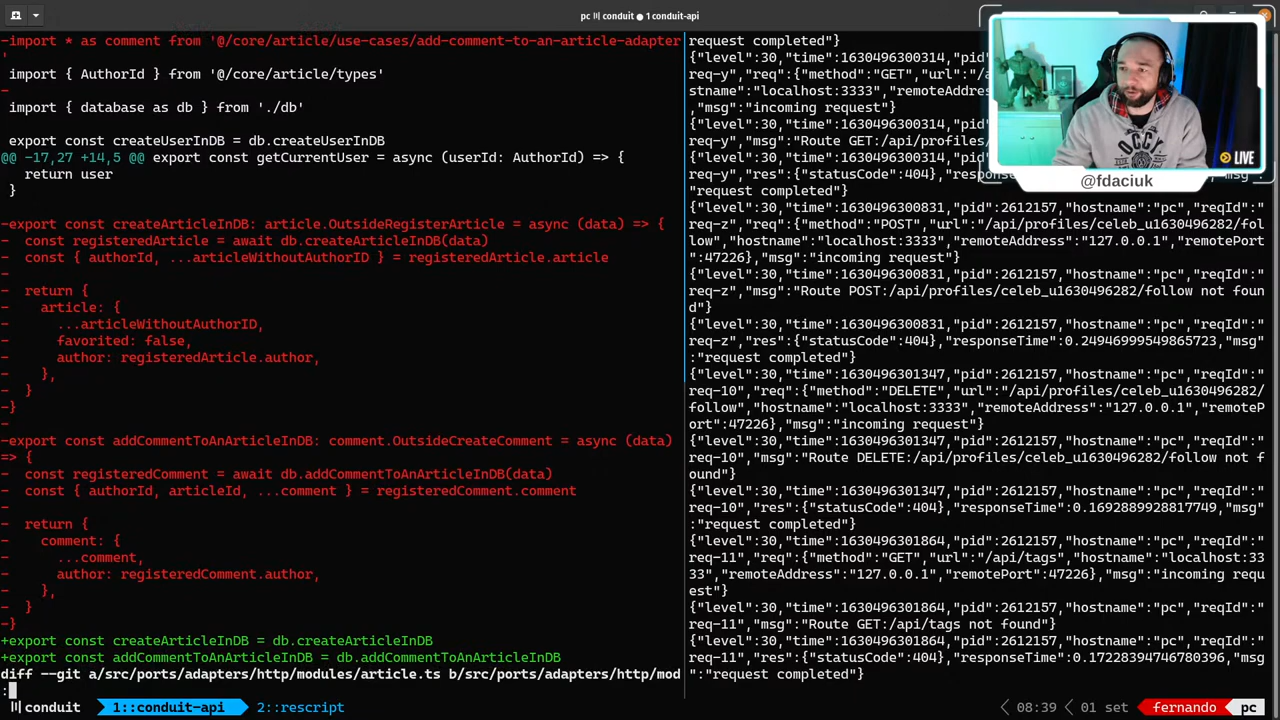 pc 〣 conduit ● 1 conduit-api
-import * as comment from '@/core/article/use-cases/add-comment-to-an-article-adapter
'
import { AuthorId } from '@/core/article/types'
-
import { database as db } from './db'
export const createUserInDB = db.createUserInDB
@@ -17,27 +14,5 @@ export const getCurrentUser = async (userId: AuthorId) => {
return user
}
-export const createArticleInDB: article.OutsideRegisterArticle = async (data) => {
-  const registeredArticle = await db.createArticleInDB(data)
-  const { authorId, ...articleWithoutAuthorID } = registeredArticle.article
-
-  return {
-    article: {
-      ...articleWithoutAuthorID,
-      favorited: false,
-      author: registeredArticle.author,
-    },
-  }
-}
-
-export const addCommentToAnArticleInDB: comment.OutsideCreateComment = async (data)
=> {
-  const registeredComment = await db.addCommentToAnArticleInDB(data)
-  const { authorId, articleId, ...comment } = registeredComment.comment
-
-  return {
-    comment: {
-      ...comment,
-      author: registeredComment.author,
-    },
-  }
-}
+export const createArticleInDB = db.createArticleInDB
+export const addCommentToAnArticleInDB = db.addCommentToAnArticleInDB
diff --git a/src/ports/adapters/http/modules/article.ts b/src/ports/adapters/http/mod
:
request completed"}
{"level":30,"time":1630496300314,"pid
req-y","req":{"method":"GET","url":"/a
stname":"localhost:3333","remoteAddres
,"msg":"incoming request"}
{"level":30,"time":1630496300314,"pid
req-y","msg":"Route GET:/api/profiles/
{"level":30,"time":1630496300314,"pid
req-y","res":{"statusCode":404},"respon
"request completed"}
{"level":30,"time":1630496300831,"pid":2612157,"hostname":"pc","reqId":"
req-z","req":{"method":"POST","url":"/api/profiles/celeb_u1630496282/fol
low","hostname":"localhost:3333","remoteAddress":"127.0.0.1","remotePort
":47226},"msg":"incoming request"}
{"level":30,"time":1630496300831,"pid":2612157,"hostname":"pc","reqId":"
req-z","msg":"Route POST:/api/profiles/celeb_u1630496282/follow not foun
d"}
{"level":30,"time":1630496300831,"pid":2612157,"hostname":"pc","reqId":"
req-z","res":{"statusCode":404},"responseTime":0.24946999549865723,"msg"
:"request completed"}
{"level":30,"time":1630496301347,"pid":2612157,"hostname":"pc","reqId":"
req-10","req":{"method":"DELETE","url":"/api/profiles/celeb_u1630496282/
follow","hostname":"localhost:3333","remoteAddress":"127.0.0.1","remoteP
ort":47226},"msg":"incoming request"}
{"level":30,"time":1630496301347,"pid":2612157,"hostname":"pc","reqId":"
req-10","msg":"Route DELETE:/api/profiles/celeb_u1630496282/follow not f
ound"}
{"level":30,"time":1630496301347,"pid":2612157,"hostname":"pc","reqId":"
req-10","res":{"statusCode":404},"responseTime":0.1692889928817749,"msg"
:"request completed"}
{"level":30,"time":1630496301864,"pid":2612157,"hostname":"pc","reqId":"
req-11","req":{"method":"GET","url":"/api/tags","hostname":"localhost:33
33","remoteAddress":"127.0.0.1","remotePort":47226},"msg":"incoming requ
est"}
{"level":30,"time":1630496301864,"pid":2612157,"hostname":"pc","reqId":"
req-11","msg":"Route GET:/api/tags not found"}
{"level":30,"time":1630496301864,"pid":2612157,"hostname":"pc","reqId":"
req-11","res":{"statusCode":404},"responseTime":0.17228394746780396,"msg
":"request completed"}
OCCY
LIVE
@fdaciuk
conduit 1::conduit-api 2::rescript 08:39 01 set fernando pc